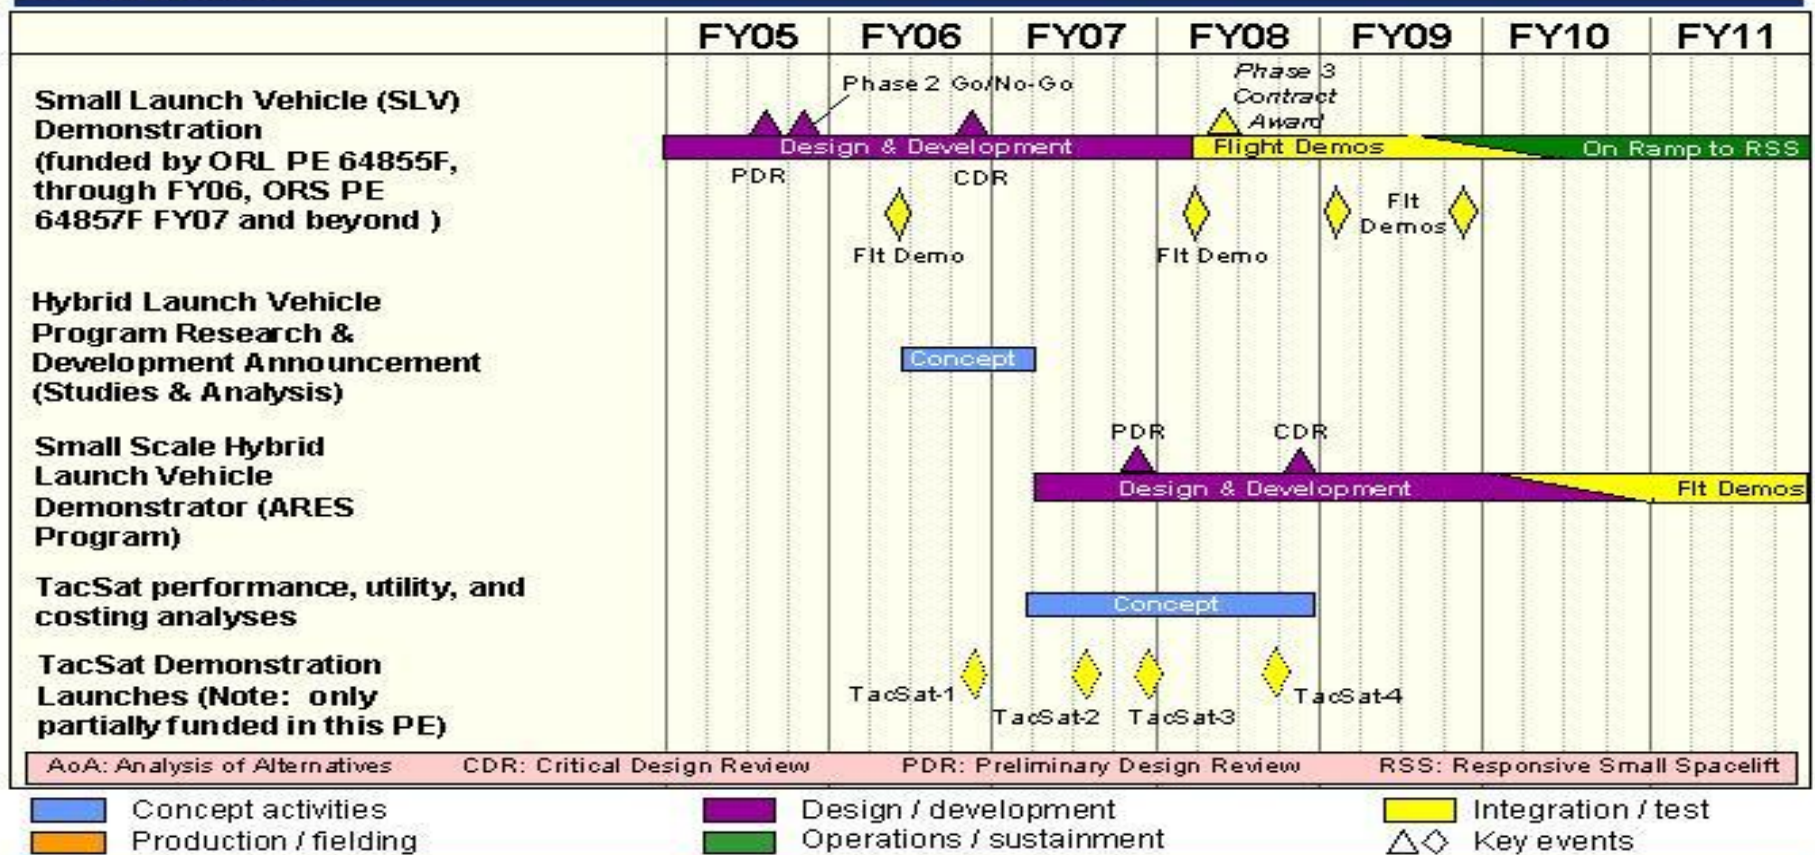 FY05 FY06 FY07 FY08 FY09 FY10 FY11
Small Launch Vehicle (SLV)
Demonstration
(funded by ORL PE 64855F,
through FY06, ORS PE
64857F FY07 and beyond )
Phase 2 Go/No-Go
Phase 3
Contract
Award
Design & Development
Flight Demos
On Ramp to RSS
PDR
CDR
Flt
Demos
Flt Demo
Flt Demo
Hybrid Launch Vehicle
Program Research &
Development Announcement
(Studies & Analysis)
Concept
Small Scale Hybrid
Launch Vehicle
Demonstrator (ARES
Program)
PDR
CDR
Design & Development
Flt Demos
TacSat performance, utility, and
costing analyses
Concept
TacSat Demonstration
Launches (Note: only
partially funded in this PE)
TacSat-1
TacSat-2
TacSat-3
TacSat-4
AoA: Analysis of Alternatives CDR: Critical Design Review PDR: Preliminary Design Review RSS: Responsive Small Spacelift
Concept activities
Design / development
Integration / test
Production / fielding
Operations / sustainment
Key events